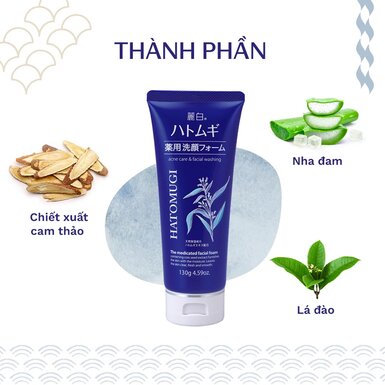 THÀNH PHẦN
麗白®
ハトムギ
薬用洗顔フォーム
acne care & facial washing
HATOMUGI
The medicated facial foam
130g 4.59oz.
Nha đam
Chiết xuất
cam thảo
Lá đào